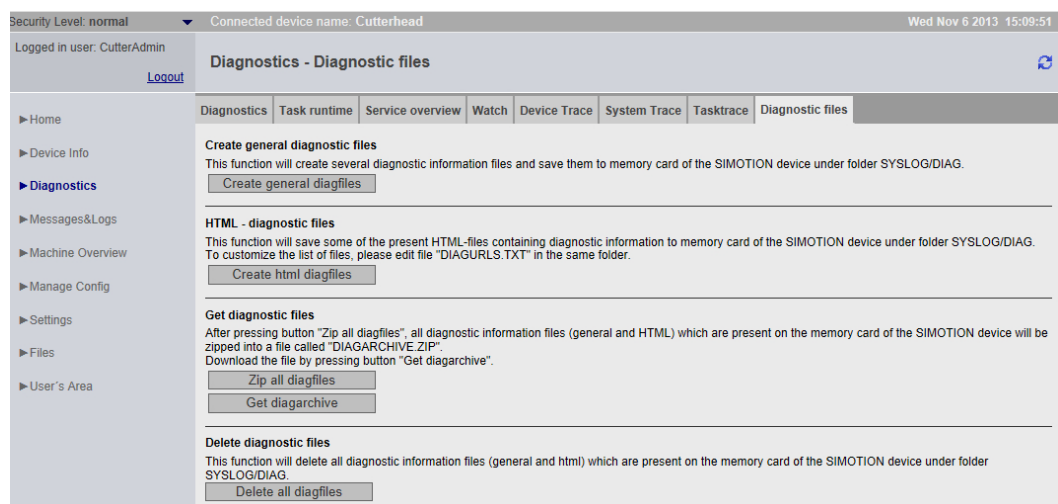 Security Level: normal
Connected device name: Cutterhead
Wed Nov 6 2013 15:09:51
Logged in user: CutterAdmin
Logout
Diagnostics - Diagnostic files
Home
Device Info
Diagnostics
Messages&Logs
Machine Overview
Manage Config
Settings
Files
User´s Area
Diagnostics Task runtime Service overview Watch Device Trace System Trace Tasktrace Diagnostic files
Create general diagnostic files
This function will create several diagnostic information files and save them to memory card of the SIMOTION device under folder SYSLOG/DIAG.
Create general diagfiles
HTML - diagnostic files
This function will save some of the present HTML-files containing diagnostic information to memory card of the SIMOTION device under folder SYSLOG/DIAG.
To customize the list of files, please edit file "DIAGURLS.TXT" in the same folder.
Create html diagfiles
Get diagnostic files
After pressing button "Zip all diagfiles", all diagnostic information files (general and HTML) which are present on the memory card of the SIMOTION device will be
zipped into a file called "DIAGARCHIVE.ZIP".
Download the file by pressing button "Get diagarchive".
Zip all diagfiles
Get diagarchive
Delete diagnostic files
This function will delete all diagnostic information files (general and html) which are present on the memory card of the SIMOTION device under folder
SYSLOG/DIAG.
Delete all diagfiles